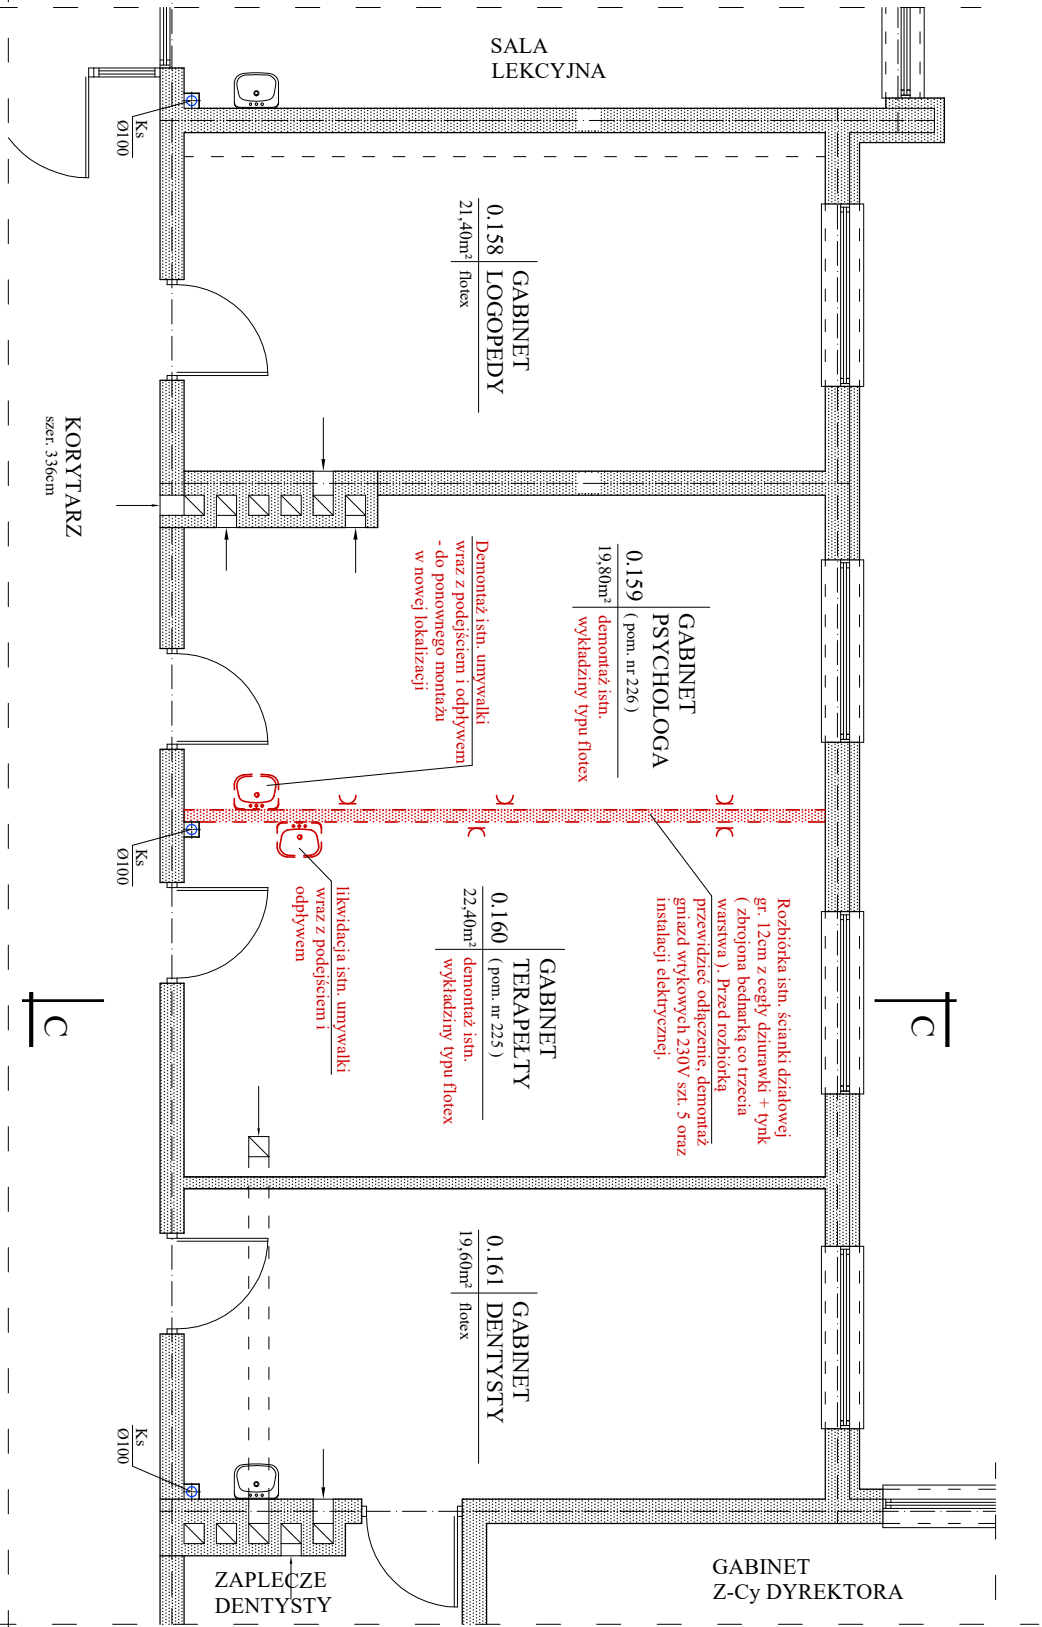 SALA
LEKCYJNA
Ks
Ø100
0.158
GABINET
LOGOPEDY
21,40m²
flotex
KORYTARZ
szer. 336cm
0.159
GABINET
PSYCHOLOGA
19,80m²
( pom. nr 226 )
demontaż istn.
wykładziny typu flotex
Demontaż istn. umywalki
wraz z podejściem i odpływem
- do ponownego montażu
w nowej lokalizacji
Ks
Ø100
0.160
GABINET
TERAPEŁTY
22,40m²
( pom. nr 225 )
demontaż istn.
wykładziny typu flotex
likwidacja istn. umywalki
wraz z podejściem i
odpływem
Rozbiórka istn. ścianki działowej
gr. 12cm z cegły dziurawki + tynk
( zbrojona bednarką co trzecia
warstwa ). Przed rozbiórką
przewidzieć odłączenie, demontaż
gniazd wtykowych 230V szt. 5 oraz
instalacji elektrycznej.
C
C
0.161
GABINET
DENTYSTY
19,60m²
flotex
Ks
Ø100
ZAPLECZE
DENTYSTY
GABINET
Z-Cy DYREKTORA